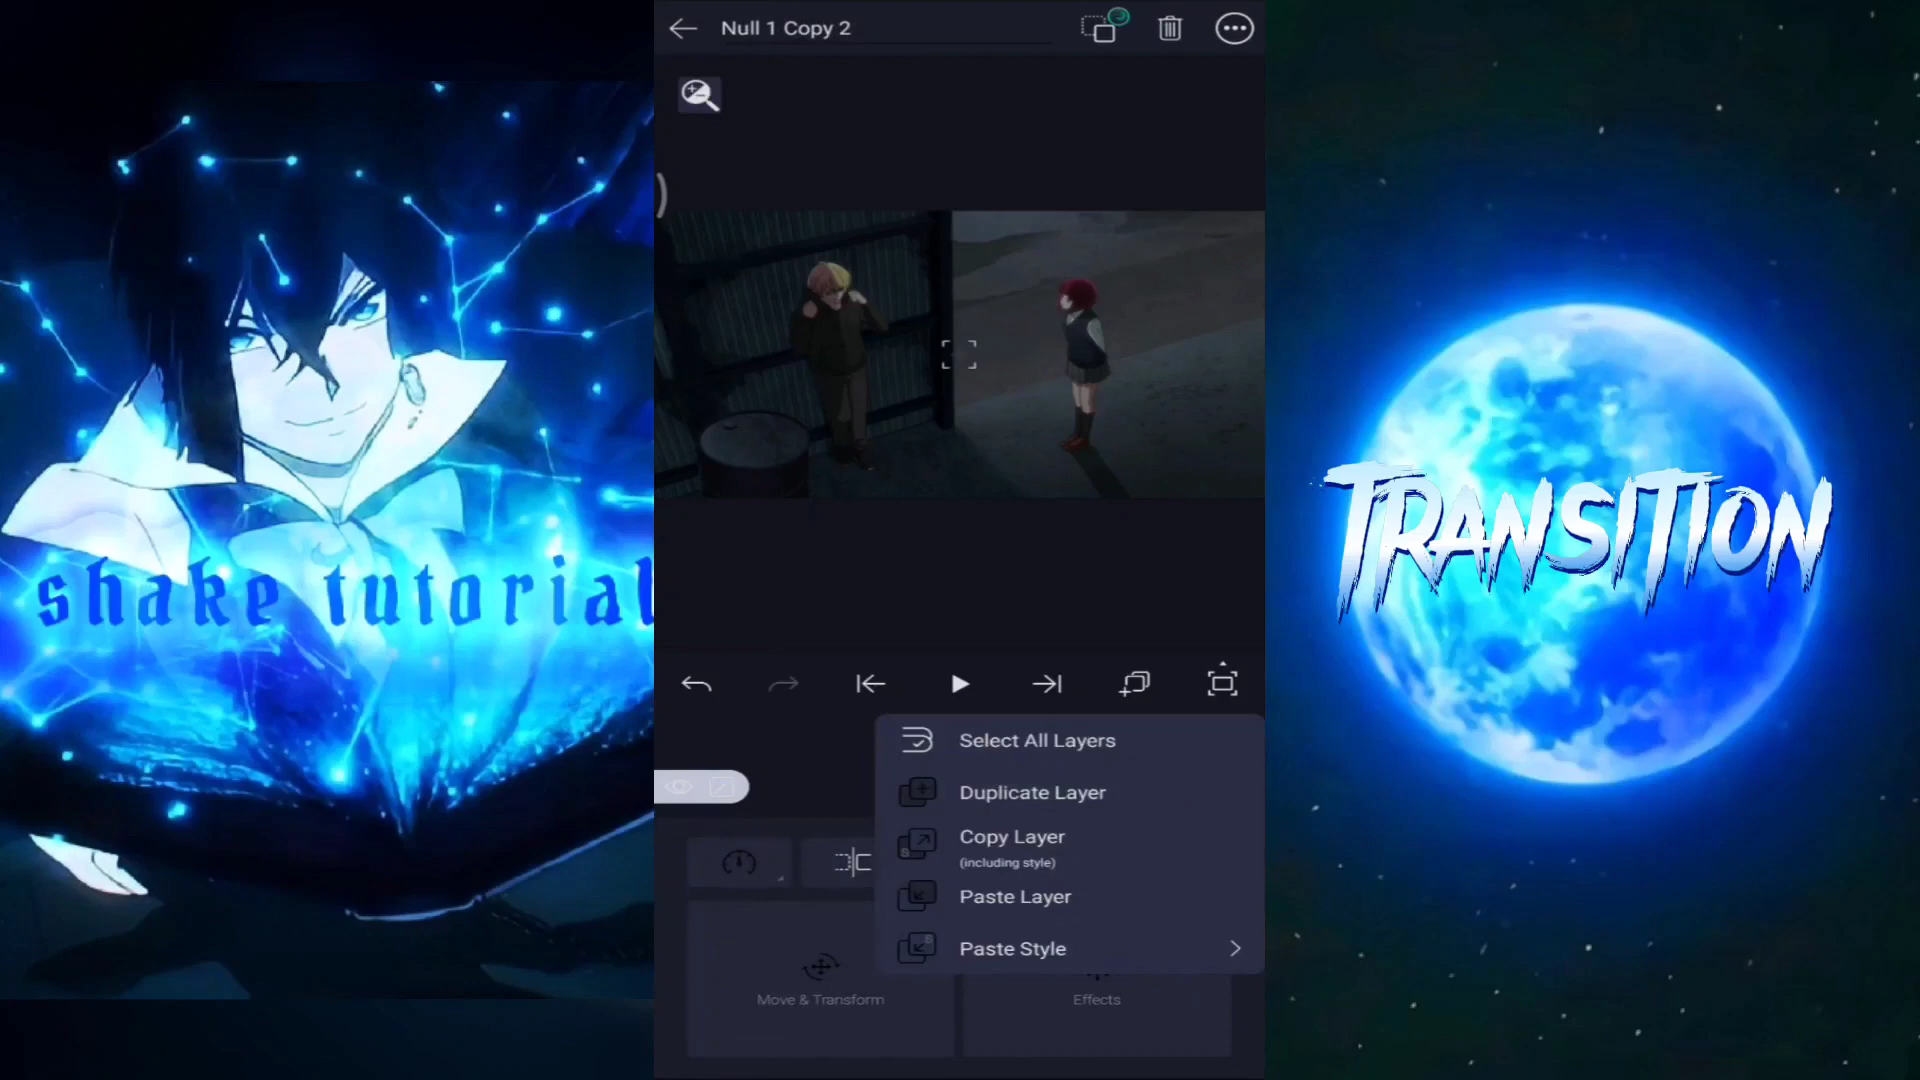 Null 1 Copy 2
shake tutorial
TRANSITION
Select All Layers
Duplicate Layer
Copy Layer
(including style)
Paste Layer
Paste Style
Move & Transform
Effects